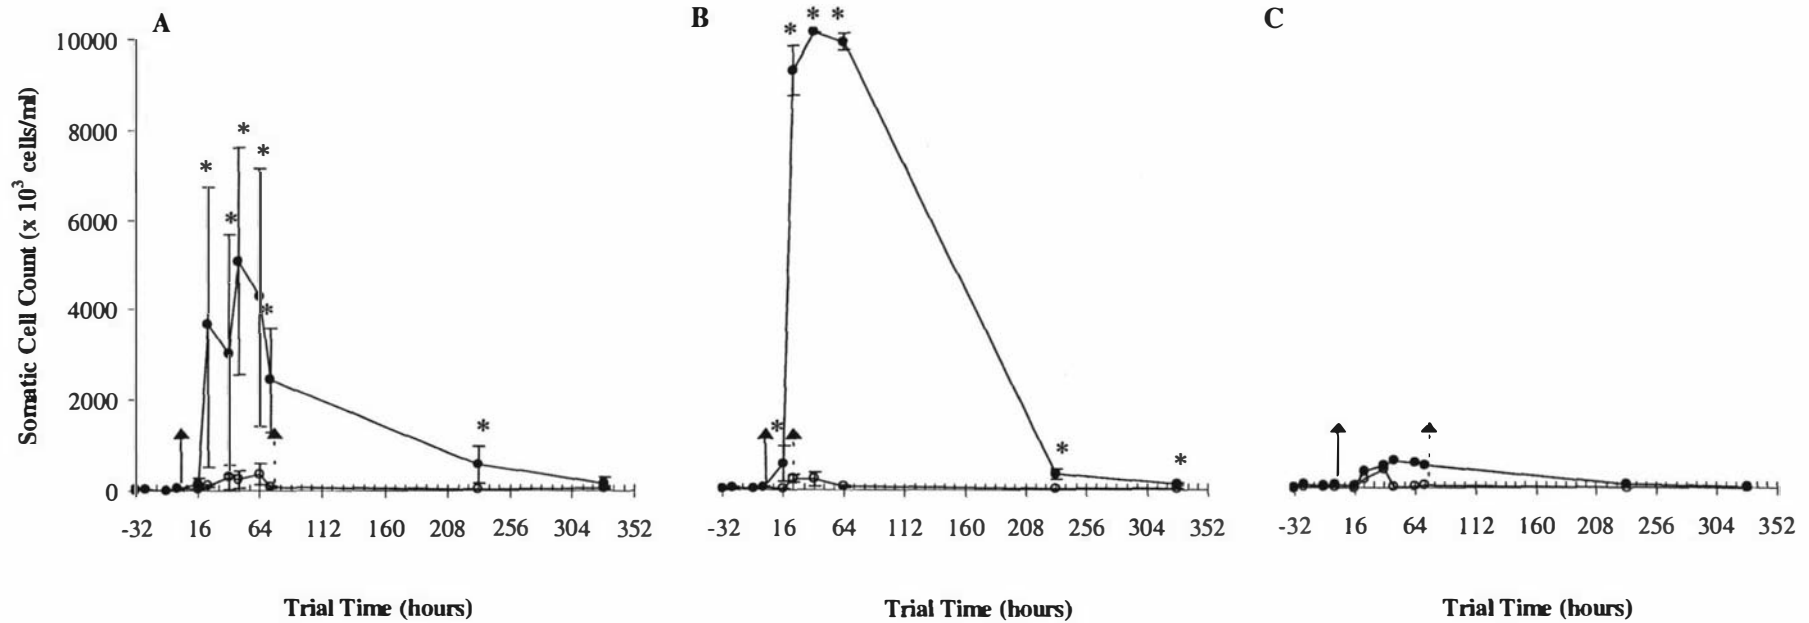 A
B
C
Somatic Cell Count (x 10³ cells/ml)
10000
8000
6000
4000
2000
0
* * * * * *
* * * * * * *
-32 16 64 112 160 208 256 304 352
-32 16 64 112 160 208 256 304 352
-32 16 64 112 160 208 256 304 352
Trial Time (hours)
Trial Time (hours)
Trial Time (hours)